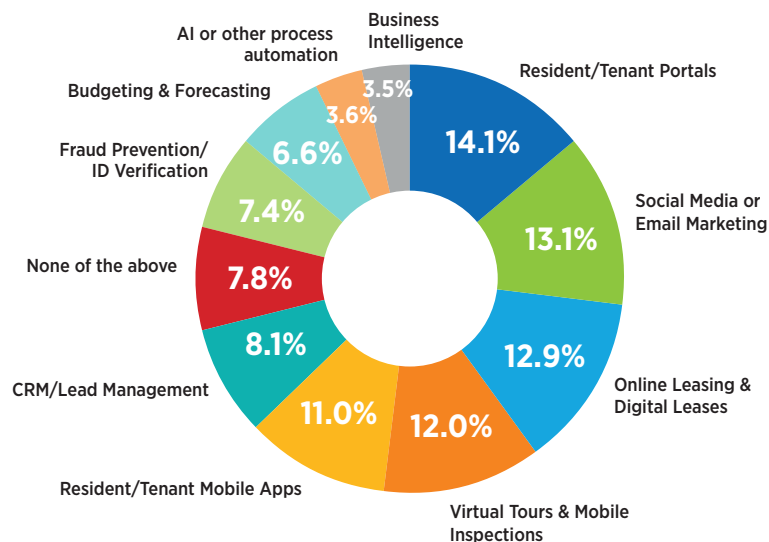 Business
Intelligence
3.5%
Resident/Tenant Portals
14.1%
Social Media or
Email Marketing
13.1%
Online Leasing &
Digital Leases
12.9%
Virtual Tours & Mobile
Inspections
12.0%
Resident/Tenant Mobile Apps
11.0%
CRM/Lead Management
8.1%
None of the above
7.8%
Fraud Prevention/
ID Verification
7.4%
Budgeting & Forecasting
6.6%
AI or other process
automation
3.6%